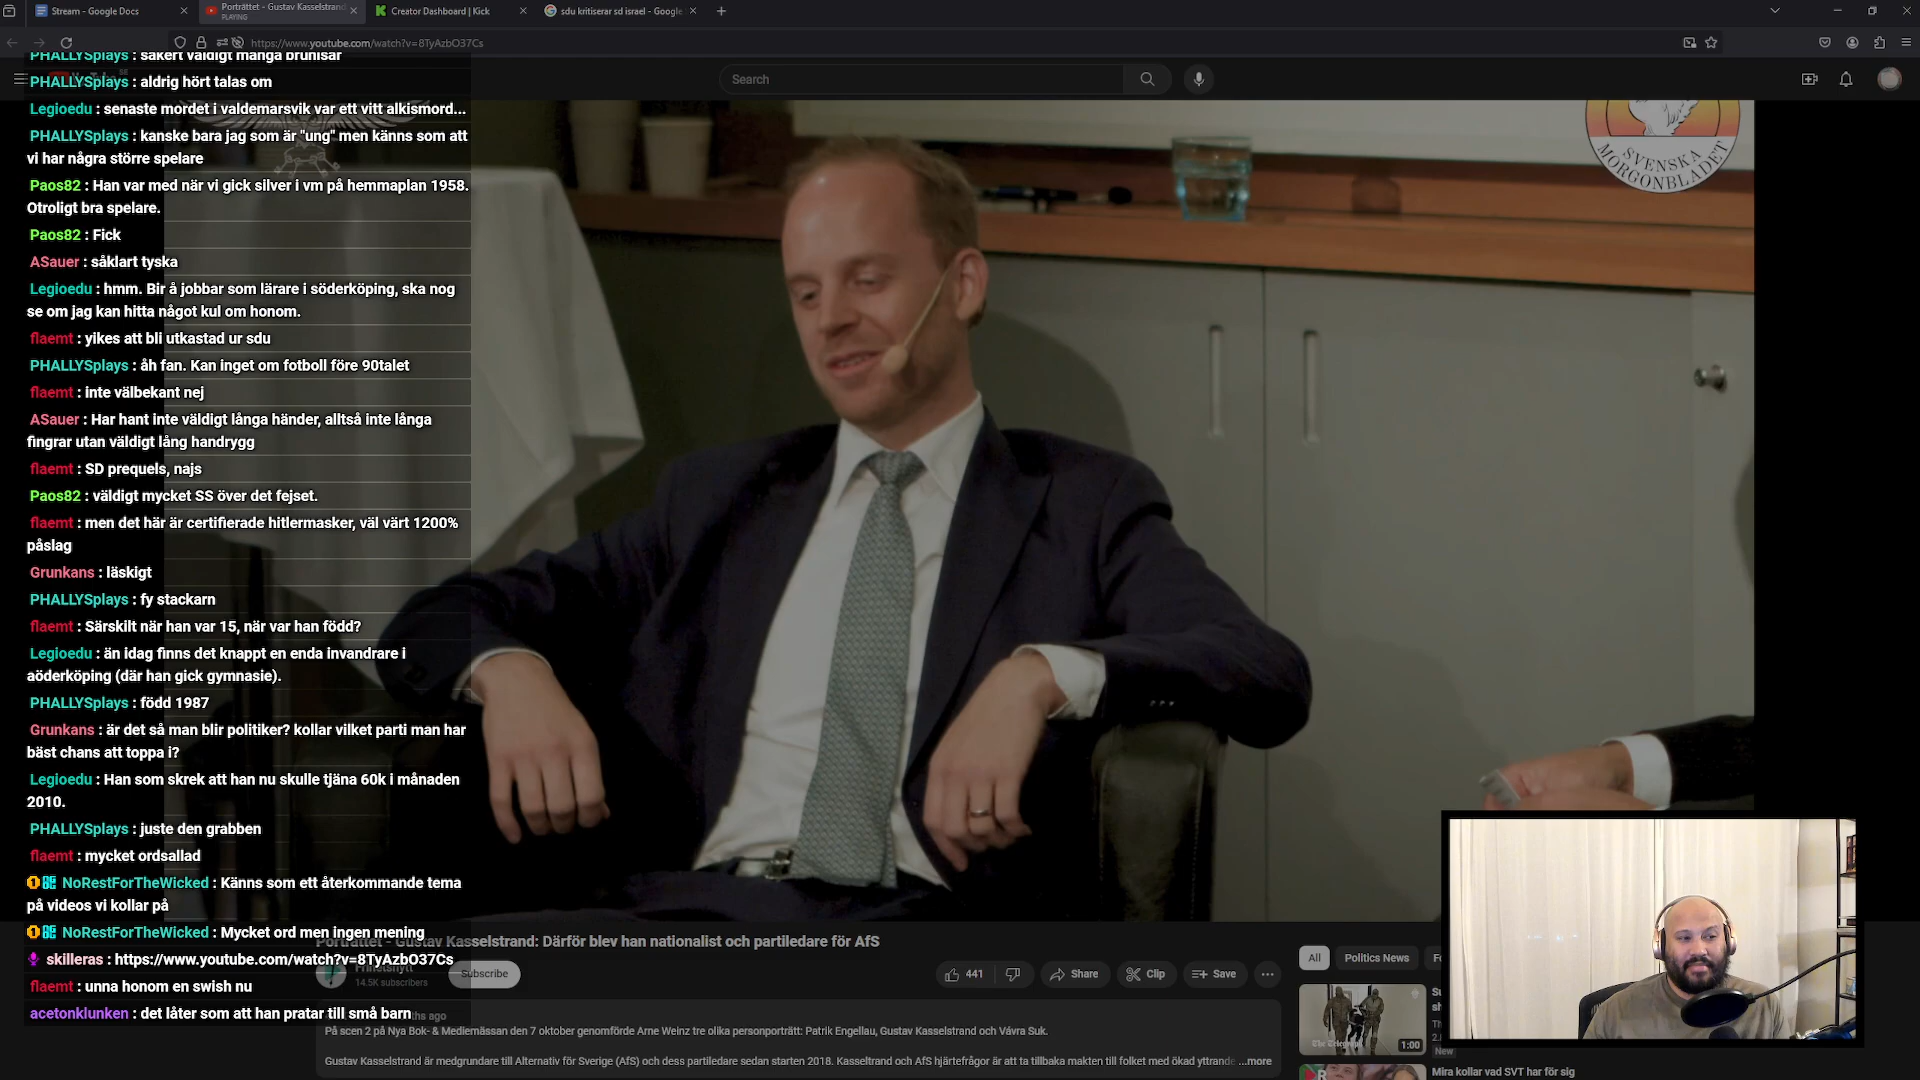 Stream - Google Docs
Porträttet - Gustav Kasselstrand
PLAYING
Creator Dashboard | Kick
sdu kritiserar sd israel - Google
https://www.youtube.com/watch?v=8TyAzbO37Cs
Search
SVENSKA
MORGONBLADET
PHALLYSplays : säkert väldigt många brunisar
PHALLYSplays : aldrig hört talas om
Legioedu : senaste mordet i valdemarsvik var ett vitt alkismord...
PHALLYSplays : kanske bara jag som är "ung" men känns som att
vi har några större spelare
Paos82 : Han var med när vi gick silver i vm på hemmaplan 1958.
Otroligt bra spelare.
Paos82 : Fick
ASauer : såklart tyska
Legioedu : hmm. Bir å jobbar som lärare i söderköping, ska nog
se om jag kan hitta något kul om honom.
flaemt : yikes att bli utkastad ur sdu
PHALLYSplays : åh fan. Kan inget om fotboll före 90talet
flaemt : inte välbekant nej
ASauer : Har hant inte väldigt långa händer, alltså inte långa
fingrar utan väldigt lång handrygg
flaemt : SD prequels, najs
Paos82 : väldigt mycket SS över det fejset.
flaemt : men det här är certifierade hitlermasker, väl värt 1200%
påslag
Grunkans : läskigt
PHALLYSplays : fy stackarn
flaemt : Särskilt när han var 15, när var han född?
Legioedu : än idag finns det knappt en enda invandrare i
aöderköping (där han gick gymnasie).
PHALLYSplays : född 1987
Grunkans : är det så man blir politiker? kollar vilket parti man har
bäst chans att toppa i?
Legioedu : Han som skrek att han nu skulle tjäna 60k i månaden
2010.
PHALLYSplays : juste den grabben
flaemt : mycket ordsallad
NoRestForTheWicked : Känns som ett återkommande tema
på videos vi kollar på
NoRestForTheWicked : Mycket ord men ingen mening
skilleras : https://www.youtube.com/watch?v=8TyAzbO37Cs
flaemt : unna honom en swish nu
acetonklunken : det låter som att han pratar till små barn
Porträttet - Gustav Kasselstrand: Därför blev han nationalist och partiledare för AfS
14.5K subscribers
Subscribe
441
Share
Clip
Save
ago
På scen 2 på Nya Bok- & Mediemässan den 7 oktober genomförde Arne Weinz tre olika personporträtt: Patrik Engellau, Gustav Kasselstrand och Vávra Suk.
Gustav Kasselstrand är medgrundare till Alternativ för Sverige (AfS) och dess partiledare sedan starten 2018. Kasseltrand och AfS hjärtefrågor är att ta tillbaka makten till folket med ökad yttrande ...more
All
Politics News
The Telegraph
1:00
New
Mira kollar vad SVT har för sig